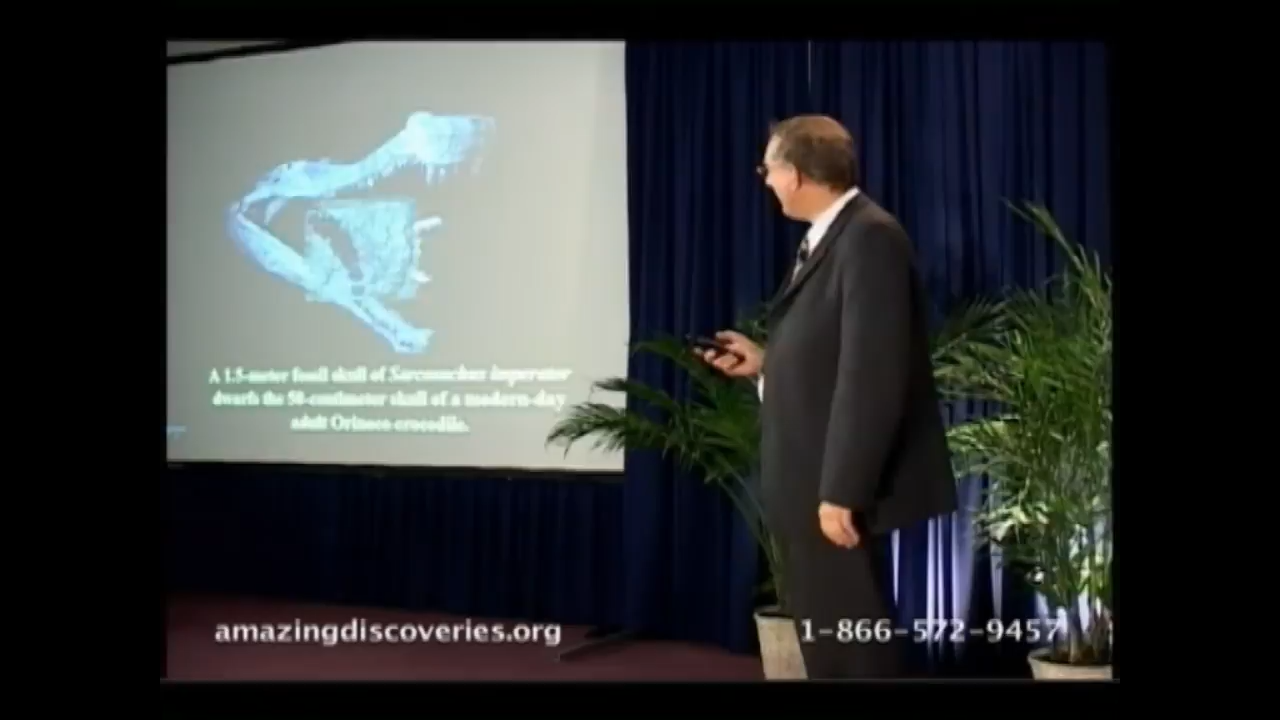 A 1.5-meter fossil skull of Sarcosuchus imperator
dwarfs the 50-centimeter skull of a modern-day
adult Orinoco crocodile.
amazingdiscoveries.org
1-866-572-9457